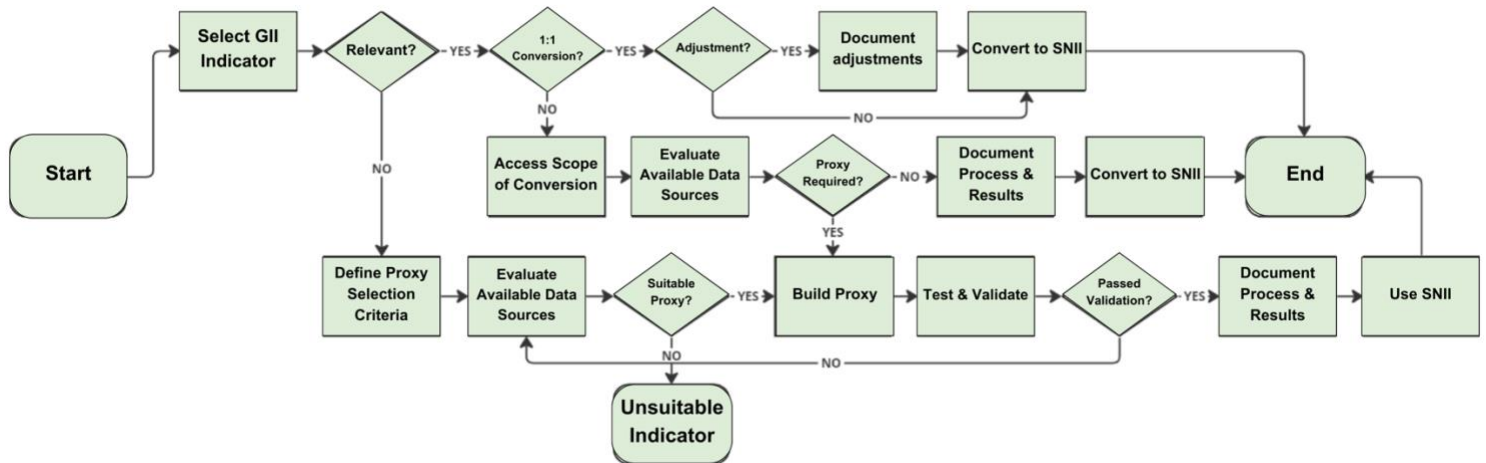 Select GII
Indicator
Relevant?
YES
1:1
Conversion?
YES
Adjustment?
YES
Document
adjustments
Convert to SNII
NO
NO
NO
Start
Access Scope
of Conversion
Evaluate
Available Data
Sources
Proxy
Required?
NO
Document
Process &
Results
Convert to SNII
End
YES
Define Proxy
Selection
Criteria
Evaluate
Available Data
Sources
Suitable
Proxy?
YES
Build Proxy
Test & Validate
Passed
Validation?
YES
Document
Process &
Results
Use SNII
NO
NO
Unsuitable
Indicator